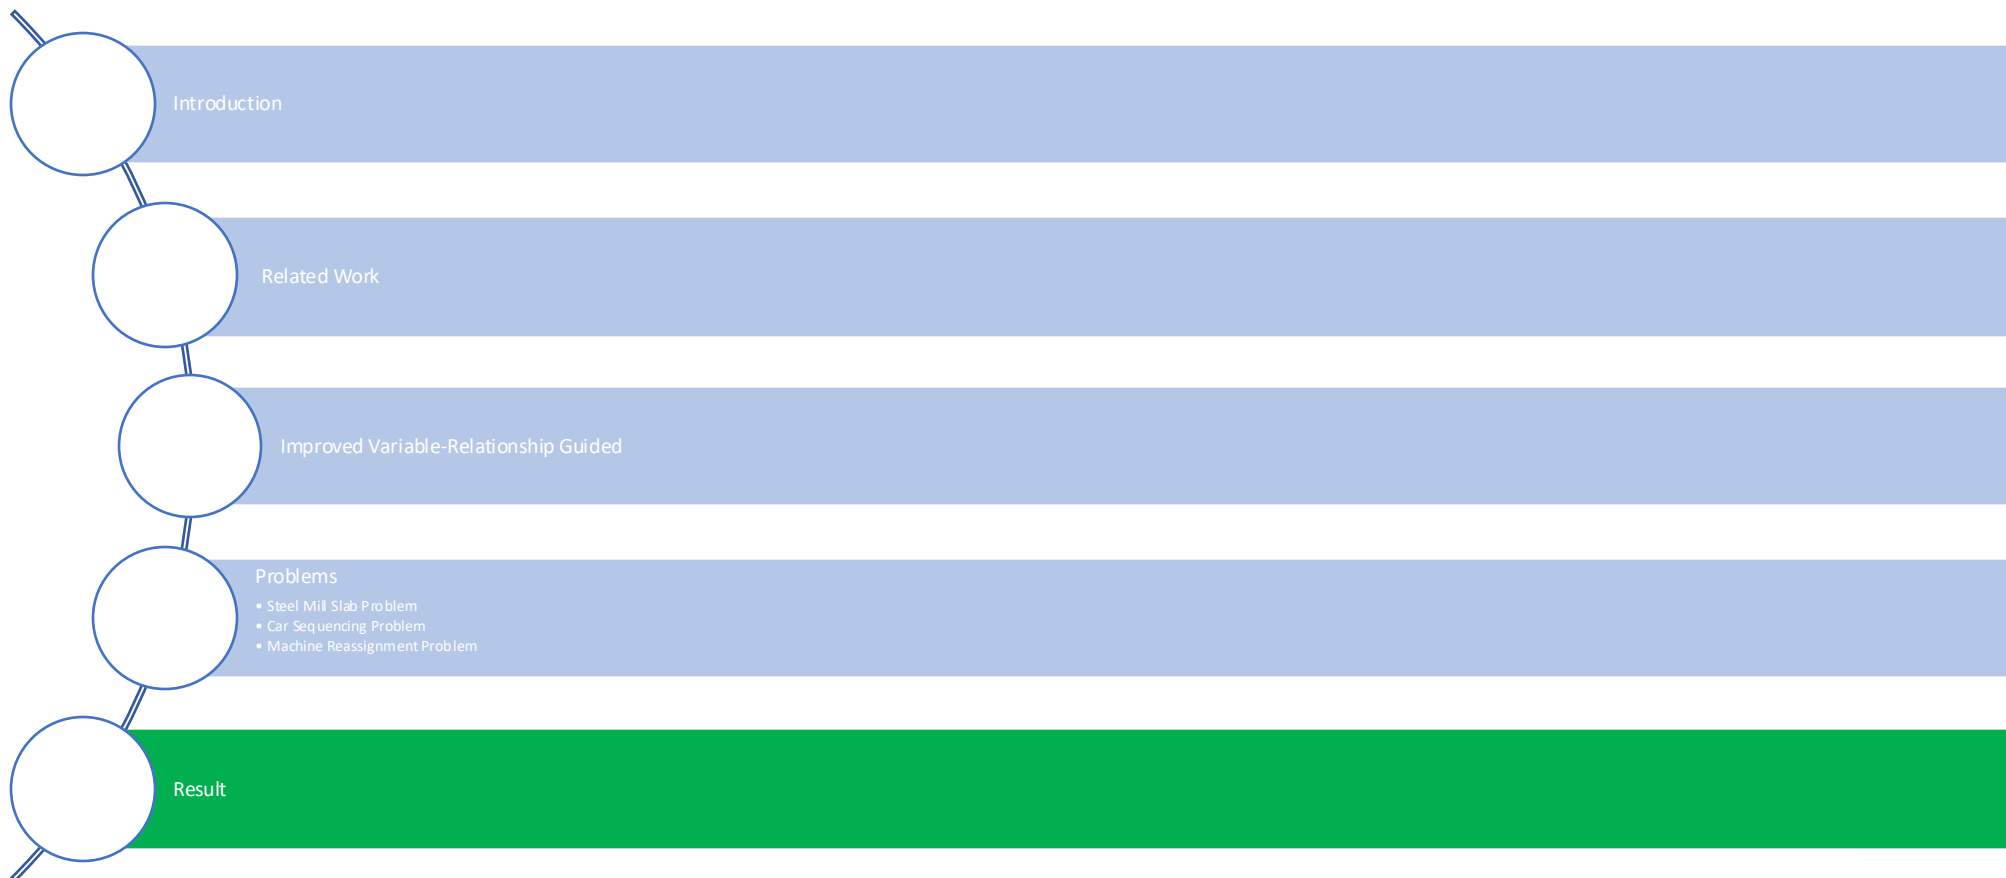 Introduction
Related Work
Improved Variable-Relationship Guided
Problems
• Steel Mill Slab Problem
• Car Sequencing Problem
• Machine Reassignment Problem
Result